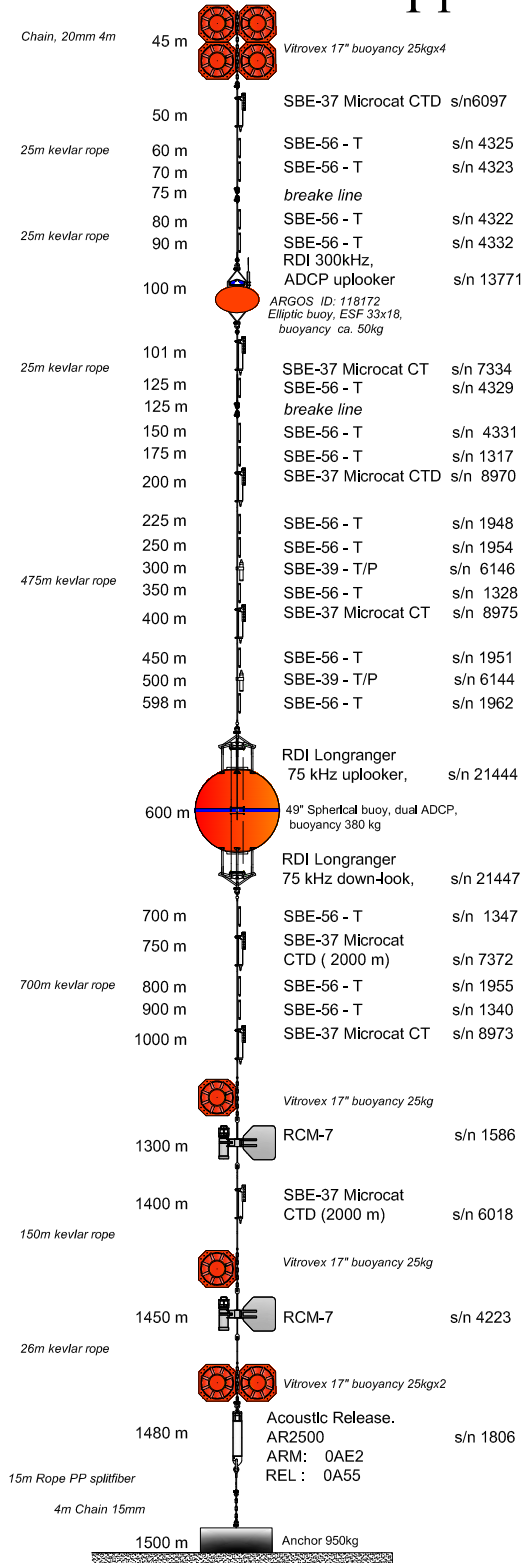 Chain, 20mm 4m
45 m
Vitrovex 17" buoyancy 25kgx4
50 m SBE-37 Microcat CTD s/n6097
25m kevlar rope
60 m SBE-56 - T s/n 4325
70 m SBE-56 - T s/n 4323
75 m breake line
80 m SBE-56 - T s/n 4322
25m kevlar rope
90 m SBE-56 - T s/n 4332
RDI 300kHz,
100 m ADCP uplooker s/n 13771
ARGOS ID: 118172
Elliptic buoy, ESF 33x18,
buoyancy ca. 50kg
101 m
25m kevlar rope SBE-37 Microcat CT s/n 7334
125 m SBE-56 - T s/n 4329
125 m breake line
150 m SBE-56 - T s/n 4331
175 m SBE-56 - T s/n 1317
200 m SBE-37 Microcat CTD s/n 8970
225 m SBE-56 - T s/n 1948
250 m SBE-56 - T s/n 1954
300 m SBE-39 - T/P s/n 6146
475m kevlar rope
350 m SBE-56 - T s/n 1328
400 m SBE-37 Microcat CT s/n 8975
450 m SBE-56 - T s/n 1951
500 m SBE-39 - T/P s/n 6144
598 m SBE-56 - T s/n 1962
RDI Longranger
75 kHz uplooker, s/n 21444
600 m 49" Spherical buoy, dual ADCP,
buoyancy 380 kg
RDI Longranger
75 kHz down-look, s/n 21447
700 m SBE-56 - T s/n 1347
750 m SBE-37 Microcat
CTD ( 2000 m) s/n 7372
700m kevlar rope 800 m SBE-56 - T s/n 1955
900 m SBE-56 - T s/n 1340
1000 m SBE-37 Microcat CT s/n 8973
Vitrovex 17" buoyancy 25kg
1300 m RCM-7 s/n 1586
1400 m SBE-37 Microcat
CTD (2000 m) s/n 6018
150m kevlar rope
Vitrovex 17" buoyancy 25kg
1450 m RCM-7 s/n 4223
26m kevlar rope
Vitrovex 17" buoyancy 25kgx2
Acoustic Release.
1480 m AR2500 s/n 1806
ARM: 0AE2
REL : 0A55
15m Rope PP splitfiber
4m Chain 15mm
1500 m Anchor 950kg